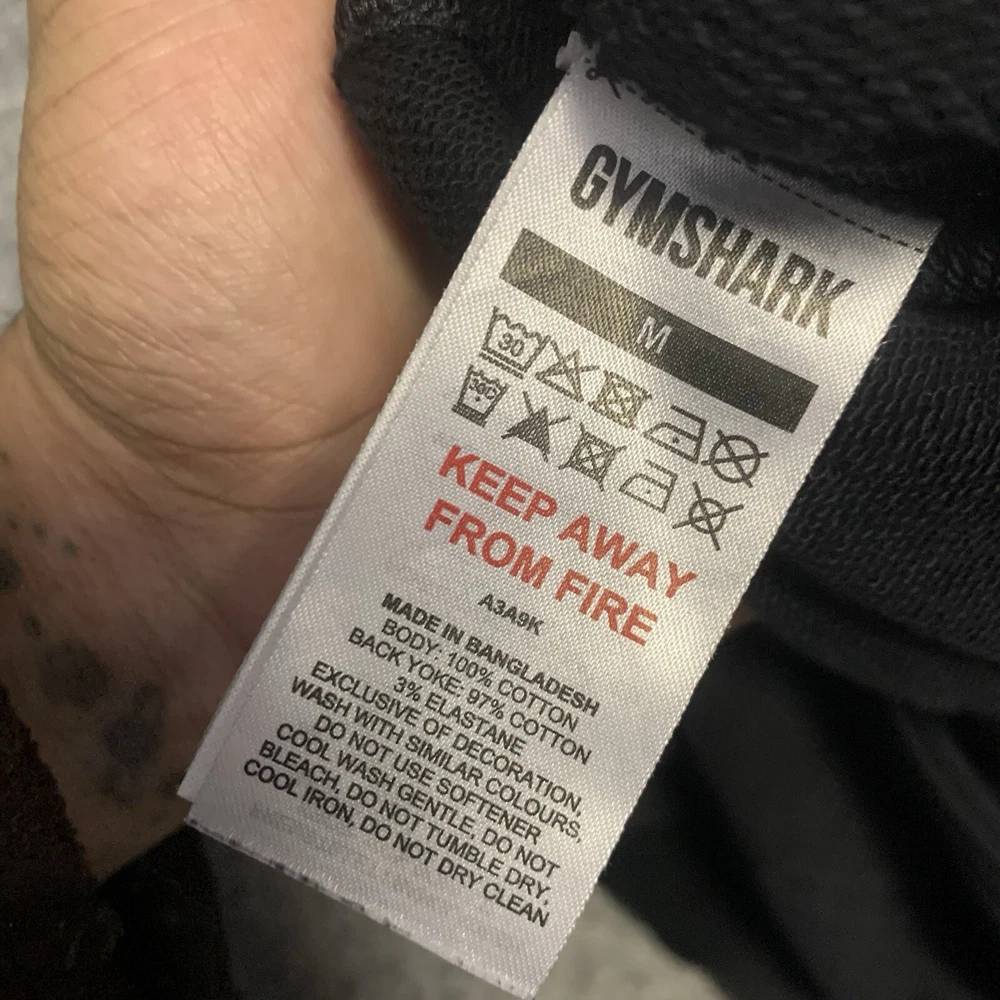 GYMSHARK
M
30
30C
KEEP AWAY
FROM FIRE
A3A9K
MADE IN BANGLADESH
BODY: 100% COTTON
BACK YOKE: 97% COTTON
3% ELASTANE
EXCLUSIVE OF DECORATION,
WASH WITH SIMILAR COLOURS,
DO NOT USE SOFTENER
COOL WASH GENTLE, DO NOT
BLEACH, DO NOT TUMBLE DRY,
COOL IRON, DO NOT DRY CLEAN